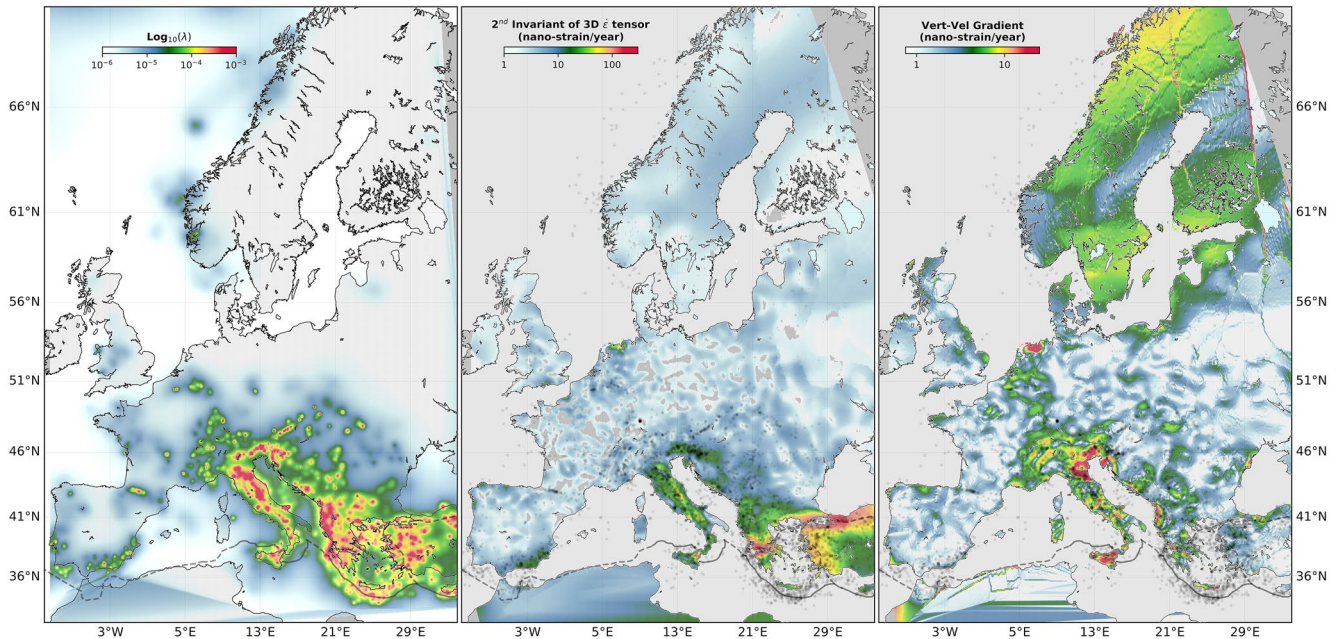 Log₁₀(λ)
10⁻⁶ 10⁻⁵ 10⁻⁴ 10⁻³
2ⁿᵈ Invariant of 3D ε̇ tensor
(nano-strain/year)
1 10 100
Vert-Vel Gradient
(nano-strain/year)
1 10
66°N 66°N
61°N 61°N
56°N 56°N
51°N 51°N
46°N 46°N
41°N 41°N
36°N 36°N
3°W 5°E 13°E 21°E 29°E 3°W 5°E 13°E 21°E 29°E 3°W 5°E 13°E 21°E 29°E